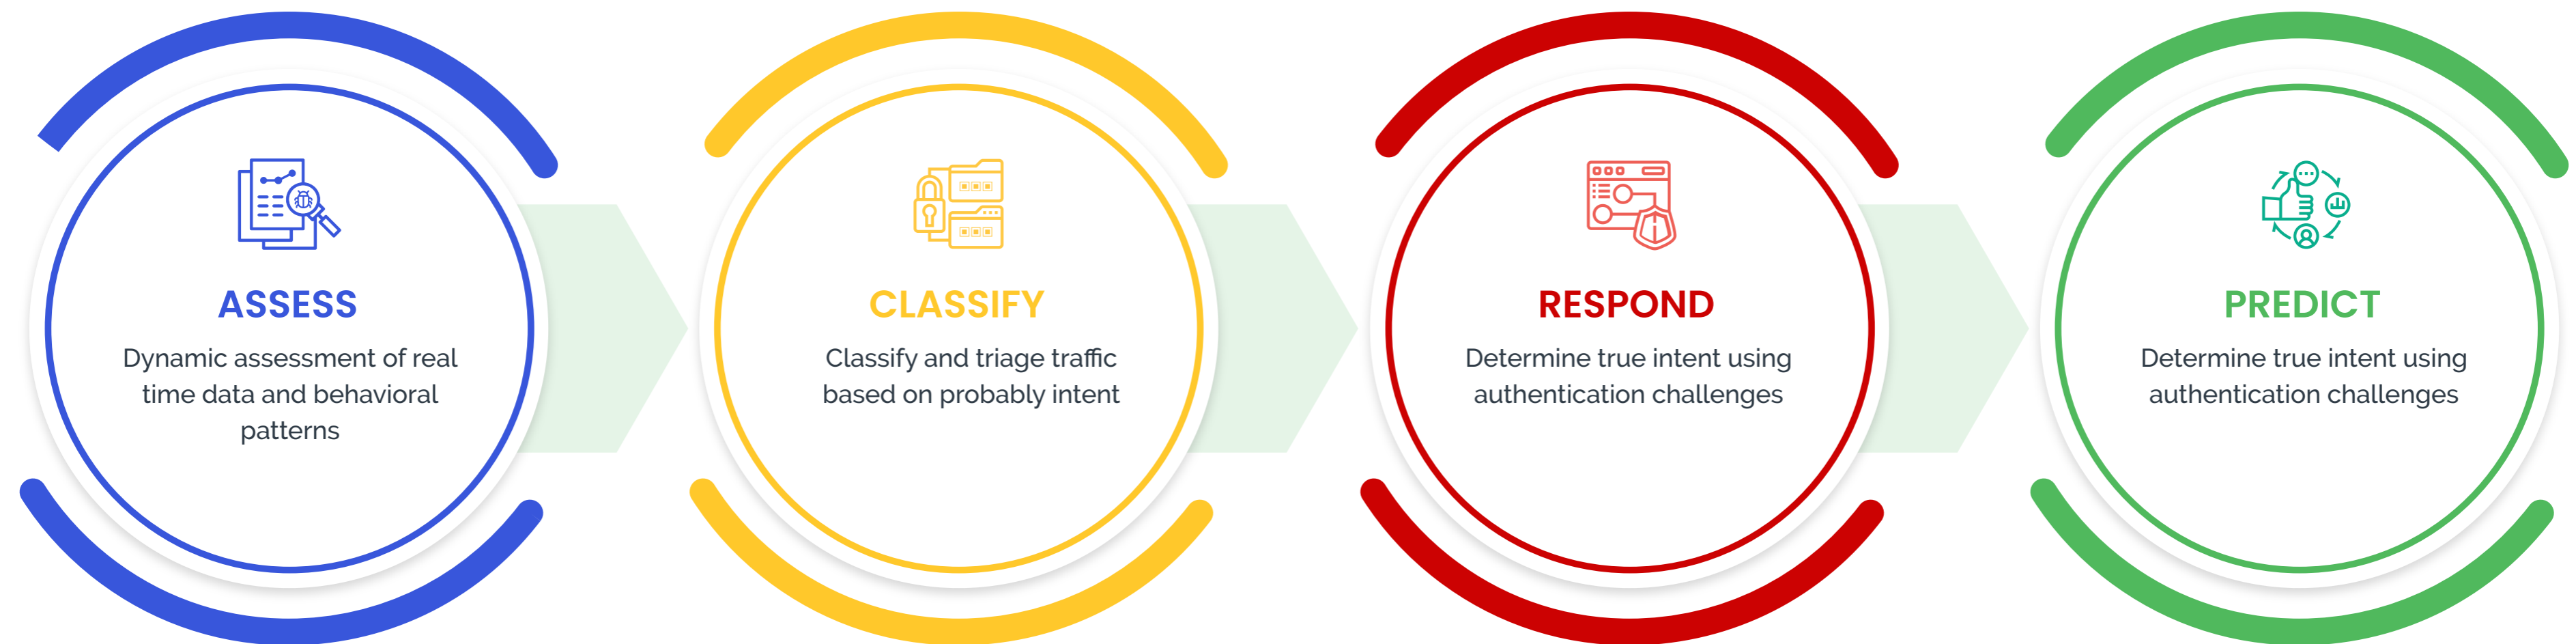 ASSESS
Dynamic assessment of real
time data and behavioral
patterns
CLASSIFY
Classify and triage traffic
based on probably intent
RESPOND
Determine true intent using
authentication challenges
PREDICT
Determine true intent using
authentication challenges